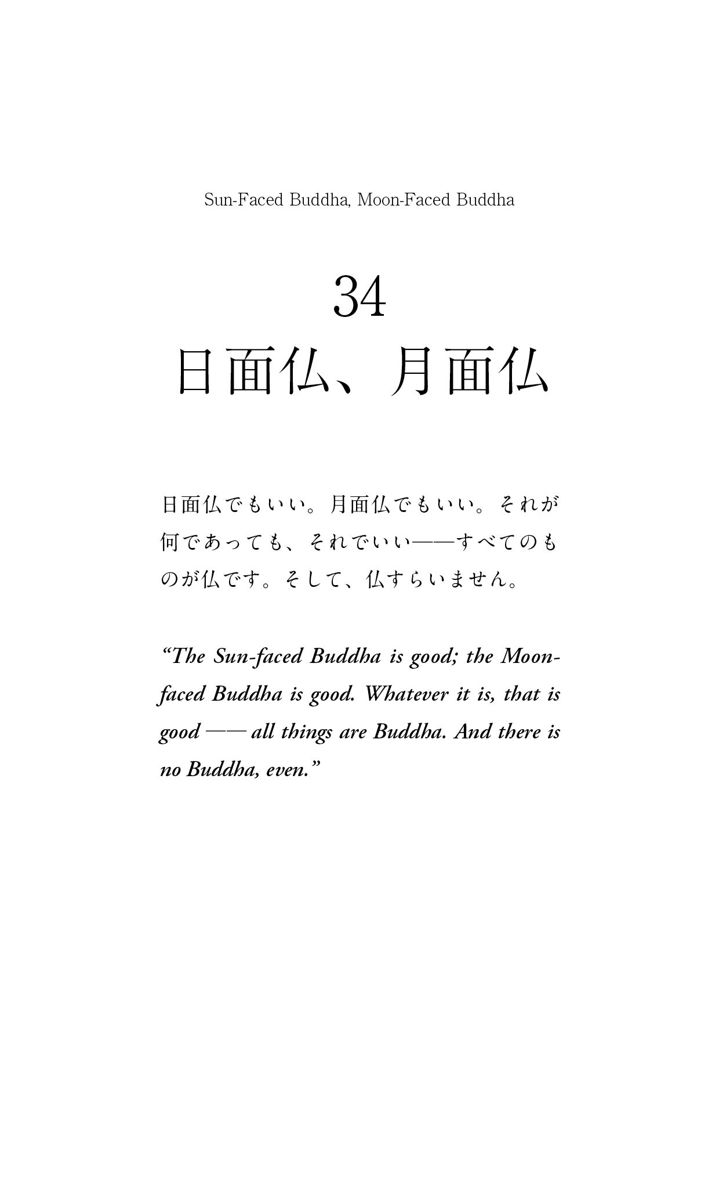 Sun-Faced Buddha, Moon-Faced Buddha
34
日面仏、月面仏
日面仏でもいい。月面仏でもいい。それが
何であっても、それでいい——すべてのも
のが仏です。そして、仏すらいません。
“The Sun-faced Buddha is good; the Moon-
faced Buddha is good. Whatever it is, that is
good —— all things are Buddha. And there is
no Buddha, even.”